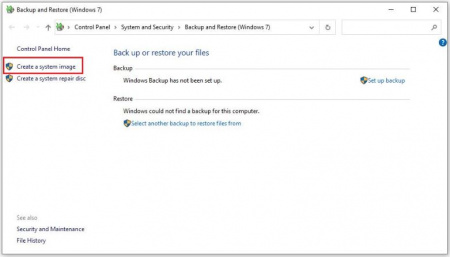 Backup and Restore (Windows 7)
Control Panel > System and Security > Backup and Restore (Windows 7)
Control Panel Home
Create a system image
Create a system repair disc
Back up or restore your files
Backup
Windows Backup has not been set up.
Set up backup
Restore
Windows could not find a backup for this computer.
Select another backup to restore files from
See also
Security and Maintenance
File History